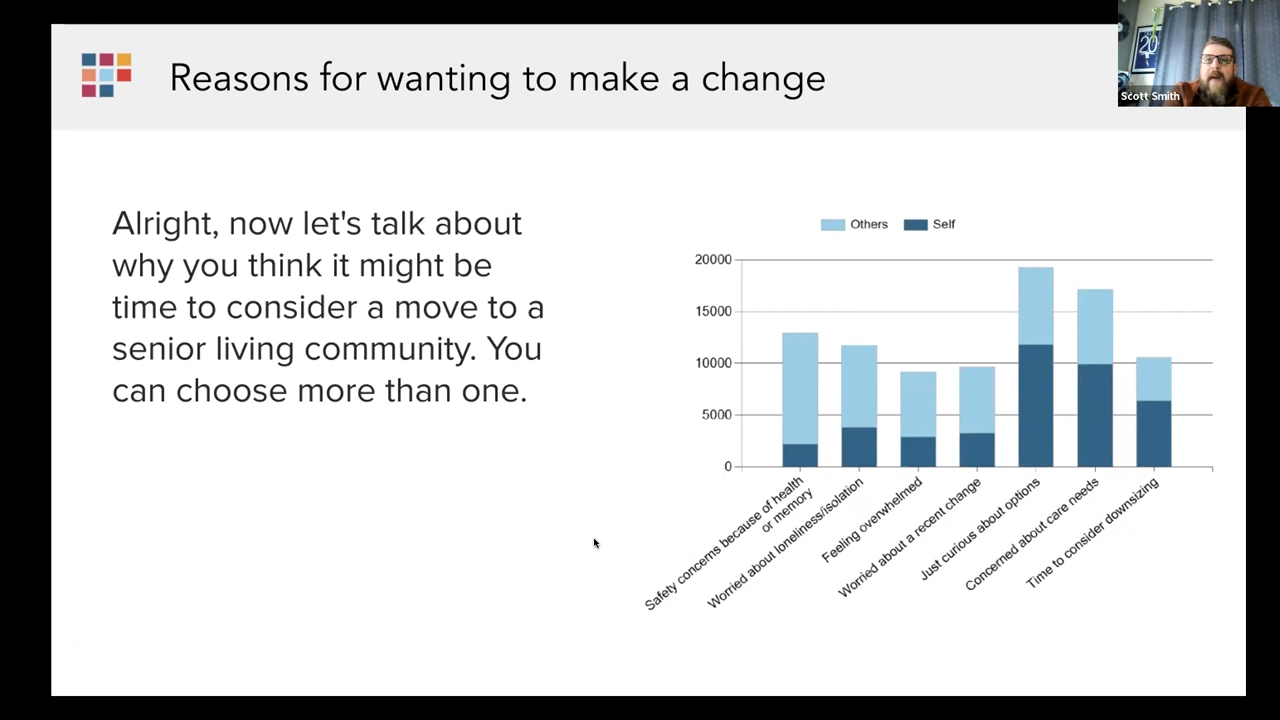 Reasons for wanting to make a change
20
Scott Smith
Alright, now let's talk about
why you think it might be
time to consider a move to a
senior living community. You
can choose more than one.
Others Self
20000
15000
10000
5000
0
Safety concerns because of health
or memory
Worried about loneliness/isolation
Feeling overwhelmed
Worried about a recent change
Just curious about options
Concerned about care needs
Time to consider downsizing